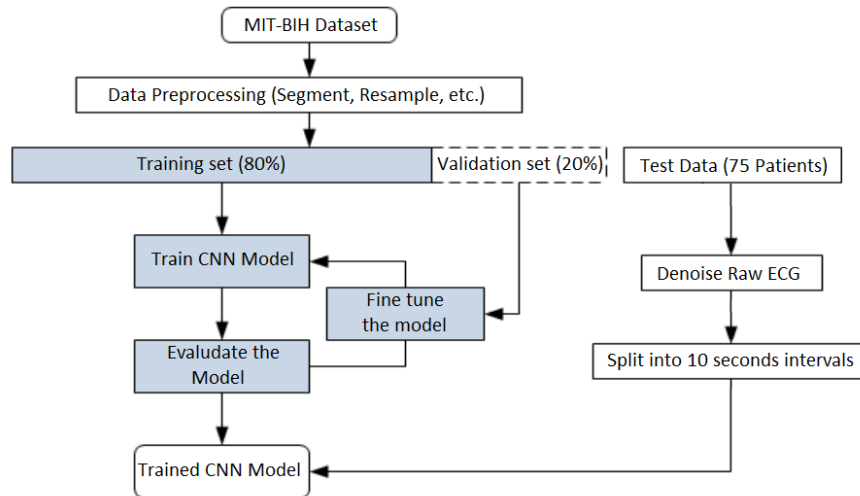 MIT-BIH Dataset
Data Preprocessing (Segment, Resample, etc.)
Training set (80%)
Validation set (20%)
Test Data (75 Patients)
Train CNN Model
Denoise Raw ECG
Fine tune
the model
Evaludate the
Model
Split into 10 seconds intervals
Trained CNN Model